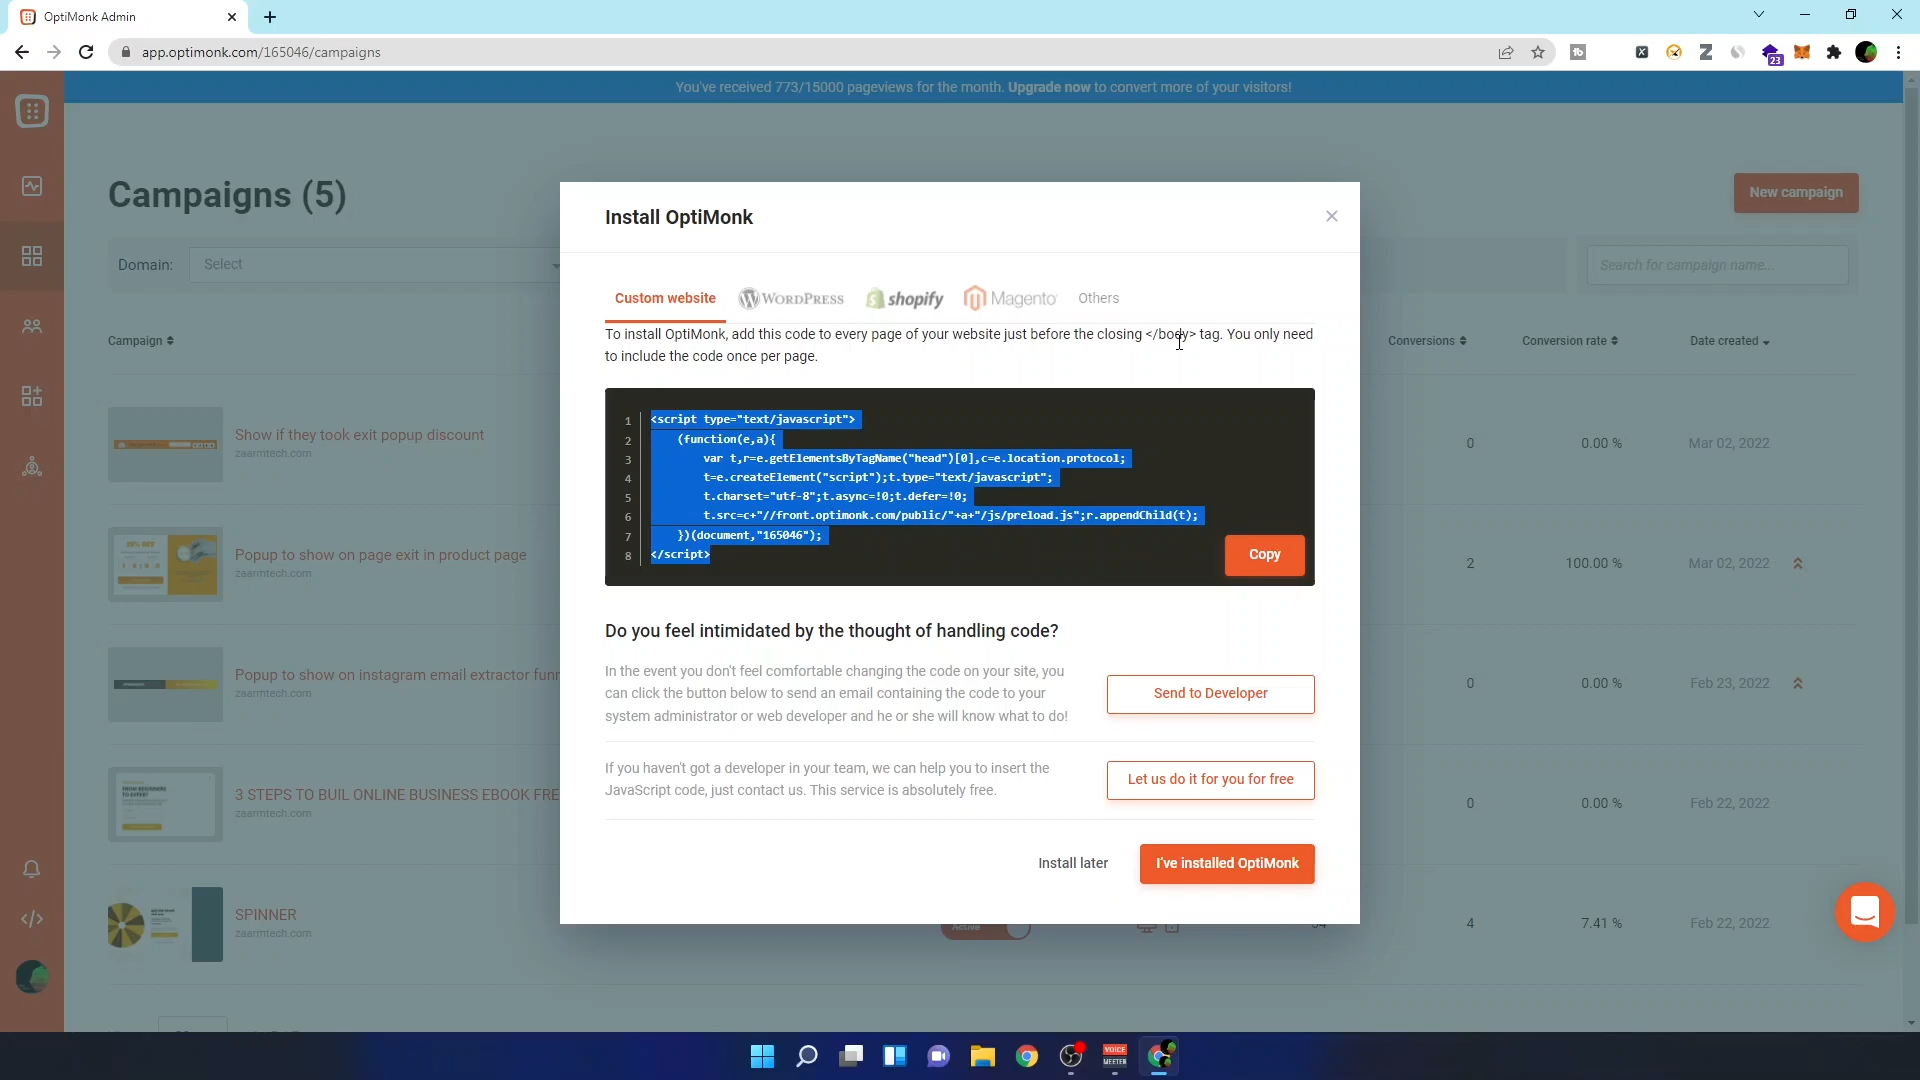 OptiMonk Admin
app.optimonk.com/165046/campaigns
23
You've received 773/15000 pageviews for the month. Upgrade now to convert more of your visitors!
Campaigns (5)
New campaign
Domain:
Select
Search for campaign name...
Campaign
Conversions
Conversion rate
Date created
Show if they took exit popup discount
zaarmtech.com
0
0.00 %
Mar 02, 2022
Popup to show on page exit in product page
zaarmtech.com
2
100.00 %
Mar 02, 2022
Popup to show on instagram email extractor funn
zaarmtech.com
0
0.00 %
Feb 23, 2022
3 STEPS TO BUIL ONLINE BUSINESS EBOOK FRE
zaarmtech.com
0
0.00 %
Feb 22, 2022
SPINNER
zaarmtech.com
Active
4
7.41 %
Feb 22, 2022
Install OptiMonk
Custom website
WORDPRESS
shopify
Magento
Others
To install OptiMonk, add this code to every page of your website just before the closing </body> tag. You only need
to include the code once per page.
1 <script type="text/javascript">
2 (function(e,a){
3 var t,r=e.getElementsByTagName("head")[0],c=e.location.protocol;
4 t=e.createElement("script");t.type="text/javascript";
5 t.charset="utf-8";t.async=!0;t.defer=!0;
6 t.src=c+"//front.optimonk.com/public/"+a+"/js/preload.js";r.appendChild(t);
7 })(document,"165046");
8 </script>
Copy
Do you feel intimidated by the thought of handling code?
In the event you don't feel comfortable changing the code on your site, you
can click the button below to send an email containing the code to your
system administrator or web developer and he or she will know what to do!
Send to Developer
If you haven't got a developer in your team, we can help you to insert the
JavaScript code, just contact us. This service is absolutely free.
Let us do it for you for free
Install later
I've installed OptiMonk
VOICE
MEETER